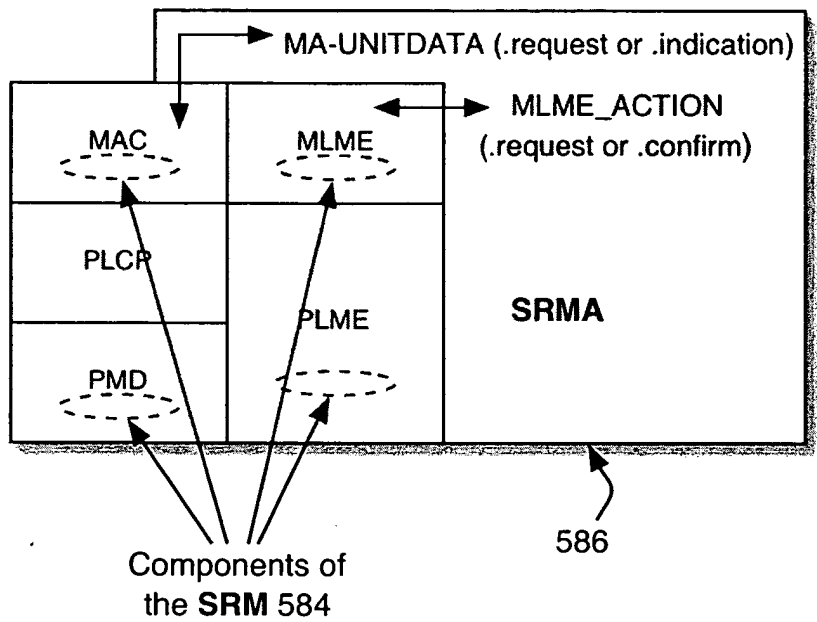 MA-UNITDATA (.request or .indication)
MLME_ACTION
(.request or .confirm)
MAC
MLME
PLCP
PLME
SRMA
PMD
586
Components of
the SRM 584